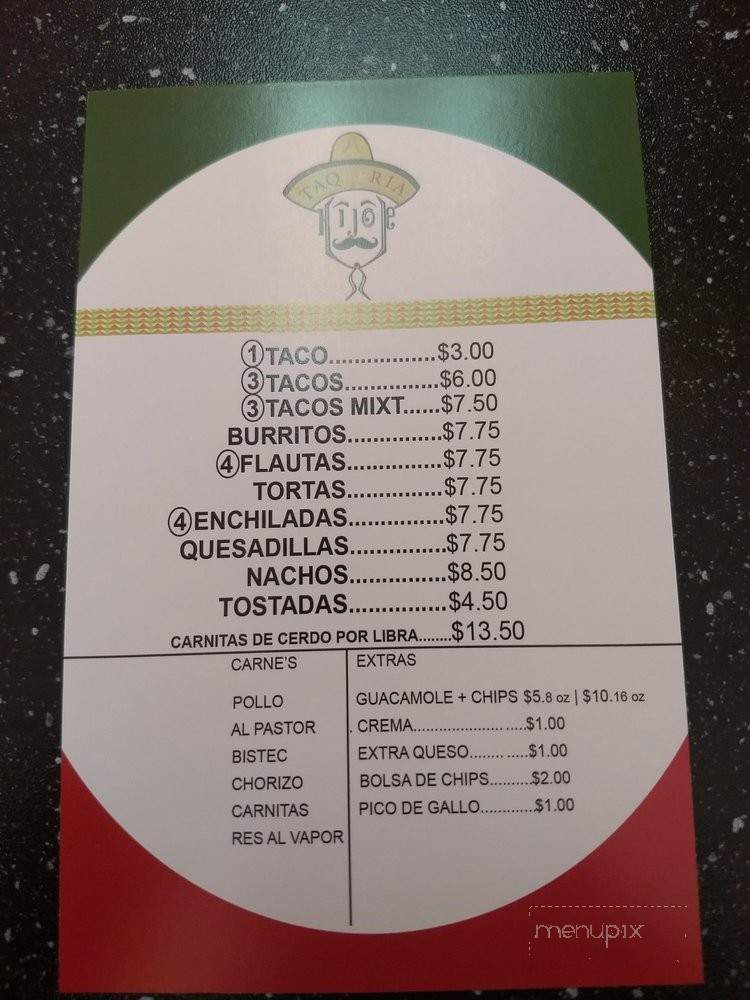 TAQ RIA
①TACO.................$3.00
③TACOS...............$6.00
③TACOS MIXT......$7.50
BURRITOS...............$7.75
④FLAUTAS...............$7.75
TORTAS...............$7.75
④ENCHILADAS................$7.75
QUESADILLAS................$7.75
NACHOS................$8.50
TOSTADAS................$4.50
CARNITAS DE CERDO POR LIBRA........$13.50
CARNE'S
POLLO
AL PASTOR
BISTEC
CHORIZO
CARNITAS
RES AL VAPOR
EXTRAS
GUACAMOLE + CHIPS $5.8 oz | $10.16 oz
. CREMA..................... .....$1.00
EXTRA QUESO........ .....$1.00
BOLSA DE CHIPS..........$2.00
PICO DE GALLO............$1.00
menupix